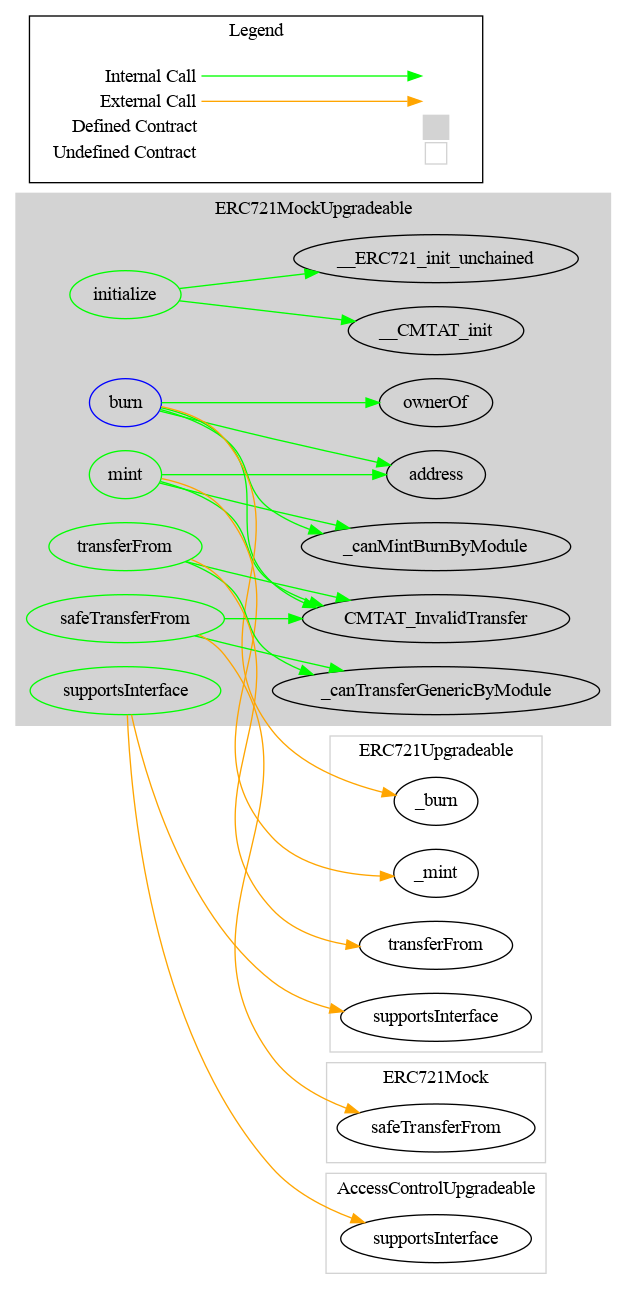 Legend
Internal Call
External Call
Defined Contract
Undefined Contract
ERC721MockUpgradeable
__ERC721_init_unchained
initialize
__CMTAT_init
burn
ownerOf
mint
address
transferFrom
_canMintBurnByModule
safeTransferFrom
CMTAT_InvalidTransfer
supportsInterface
_canTransferGenericByModule
ERC721Upgradeable
_burn
_mint
transferFrom
supportsInterface
ERC721Mock
safeTransferFrom
AccessControlUpgradeable
supportsInterface